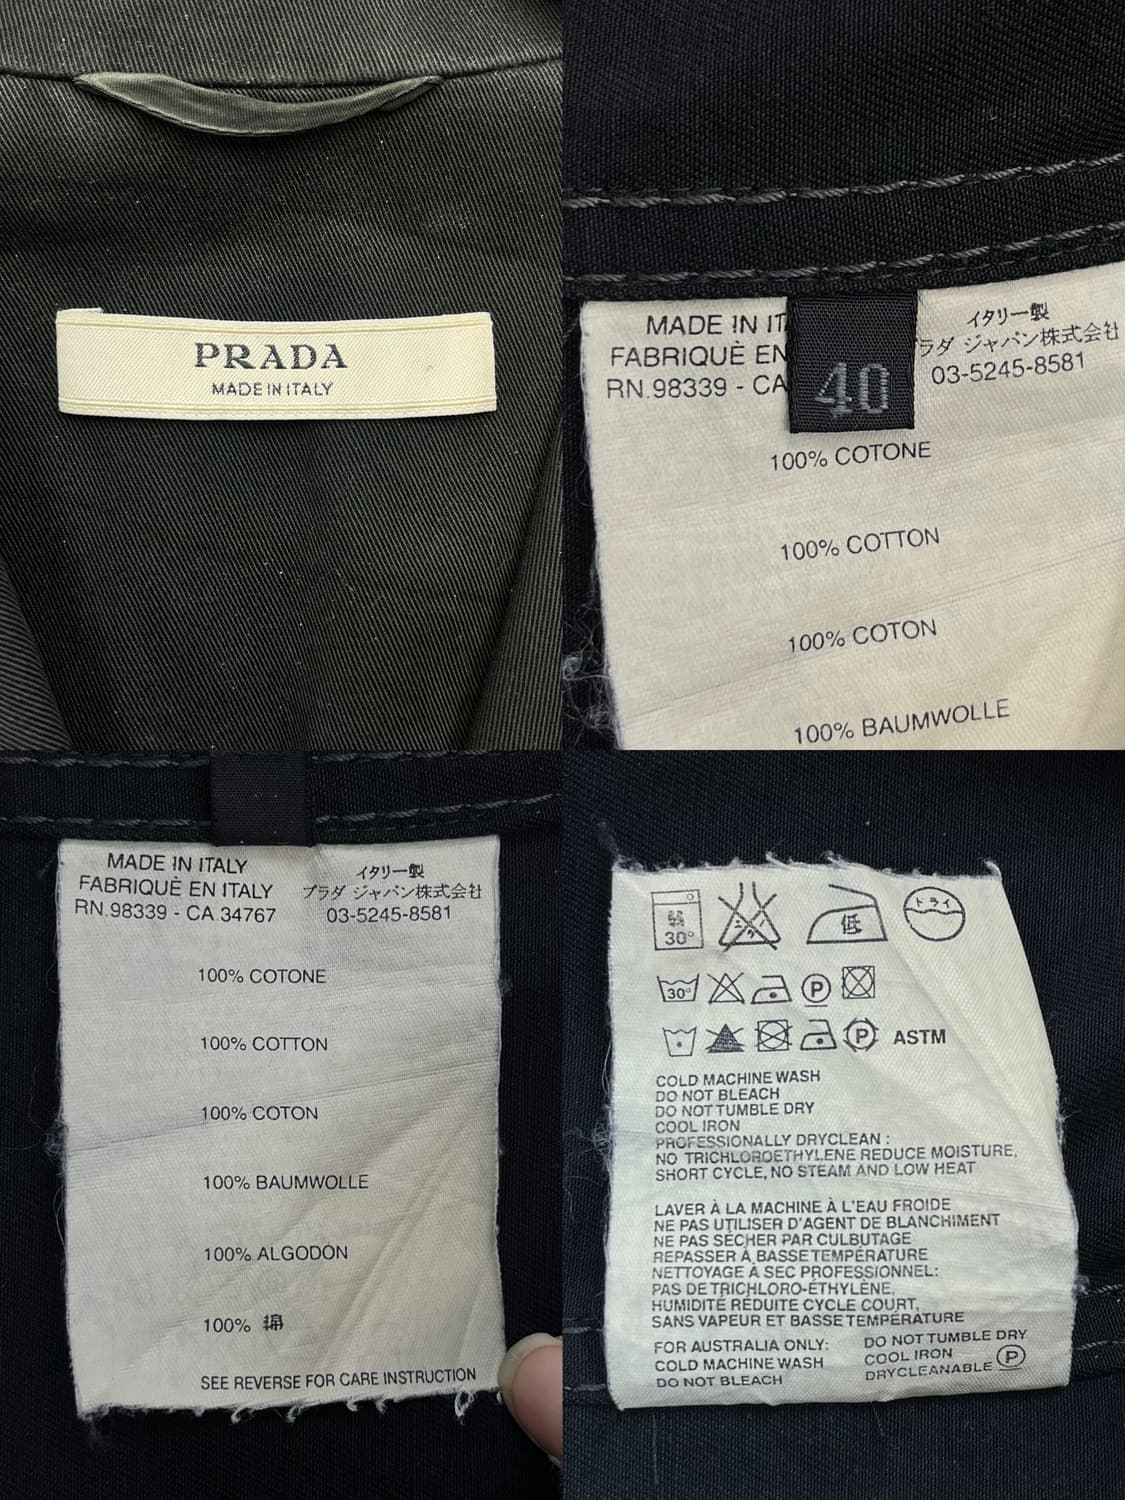 PRADA
MADE IN ITALY
MADE IN IT
FABRIQUÈ EN
RN.98339 - CA
40
イタリー製
ラダ ジャパン株式会社
03-5245-8581
100% COTONE
100% COTTON
100% COTON
100% BAUMWOLLE
MADE IN ITALY
FABRIQUÈ EN ITALY
RN.98339 - CA.34767
イタリー製
プラダ ジャパン株式会社
03-5245-8581
100% COTONE
100% COTTON
100% COTON
100% BAUMWOLLE
100% ALGODÓN
100% 綿
SEE REVERSE FOR CARE INSTRUCTION
弱 30° 低 ドライ
30° P
P ASTM
COLD MACHINE WASH
DO NOT BLEACH
DO NOT TUMBLE DRY
COOL IRON
PROFESSIONALLY DRYCLEAN :
NO TRICHLOROETHYLENE REDUCE MOISTURE,
SHORT CYCLE, NO STEAM AND LOW HEAT
LAVER À LA MACHINE À L'EAU FROIDE
NE PAS UTILISER D'AGENT DE BLANCHIMENT
NE PAS SÉCHER PAR CULBUTAGE
REPASSER À BASSE TEMPÉRATURE
NETTOYAGE À SEC PROFESSIONNEL:
PAS DE TRICHLORO-ÉTHYLÈNE,
HUMIDITÉ RÉDUITE CYCLE COURT,
SANS VAPEUR ET BASSE TEMPÉRATURE
FOR AUSTRALIA ONLY:
COLD MACHINE WASH
DO NOT BLEACH
DO NOT TUMBLE DRY
COOL IRON
DRYCLEANABLE P